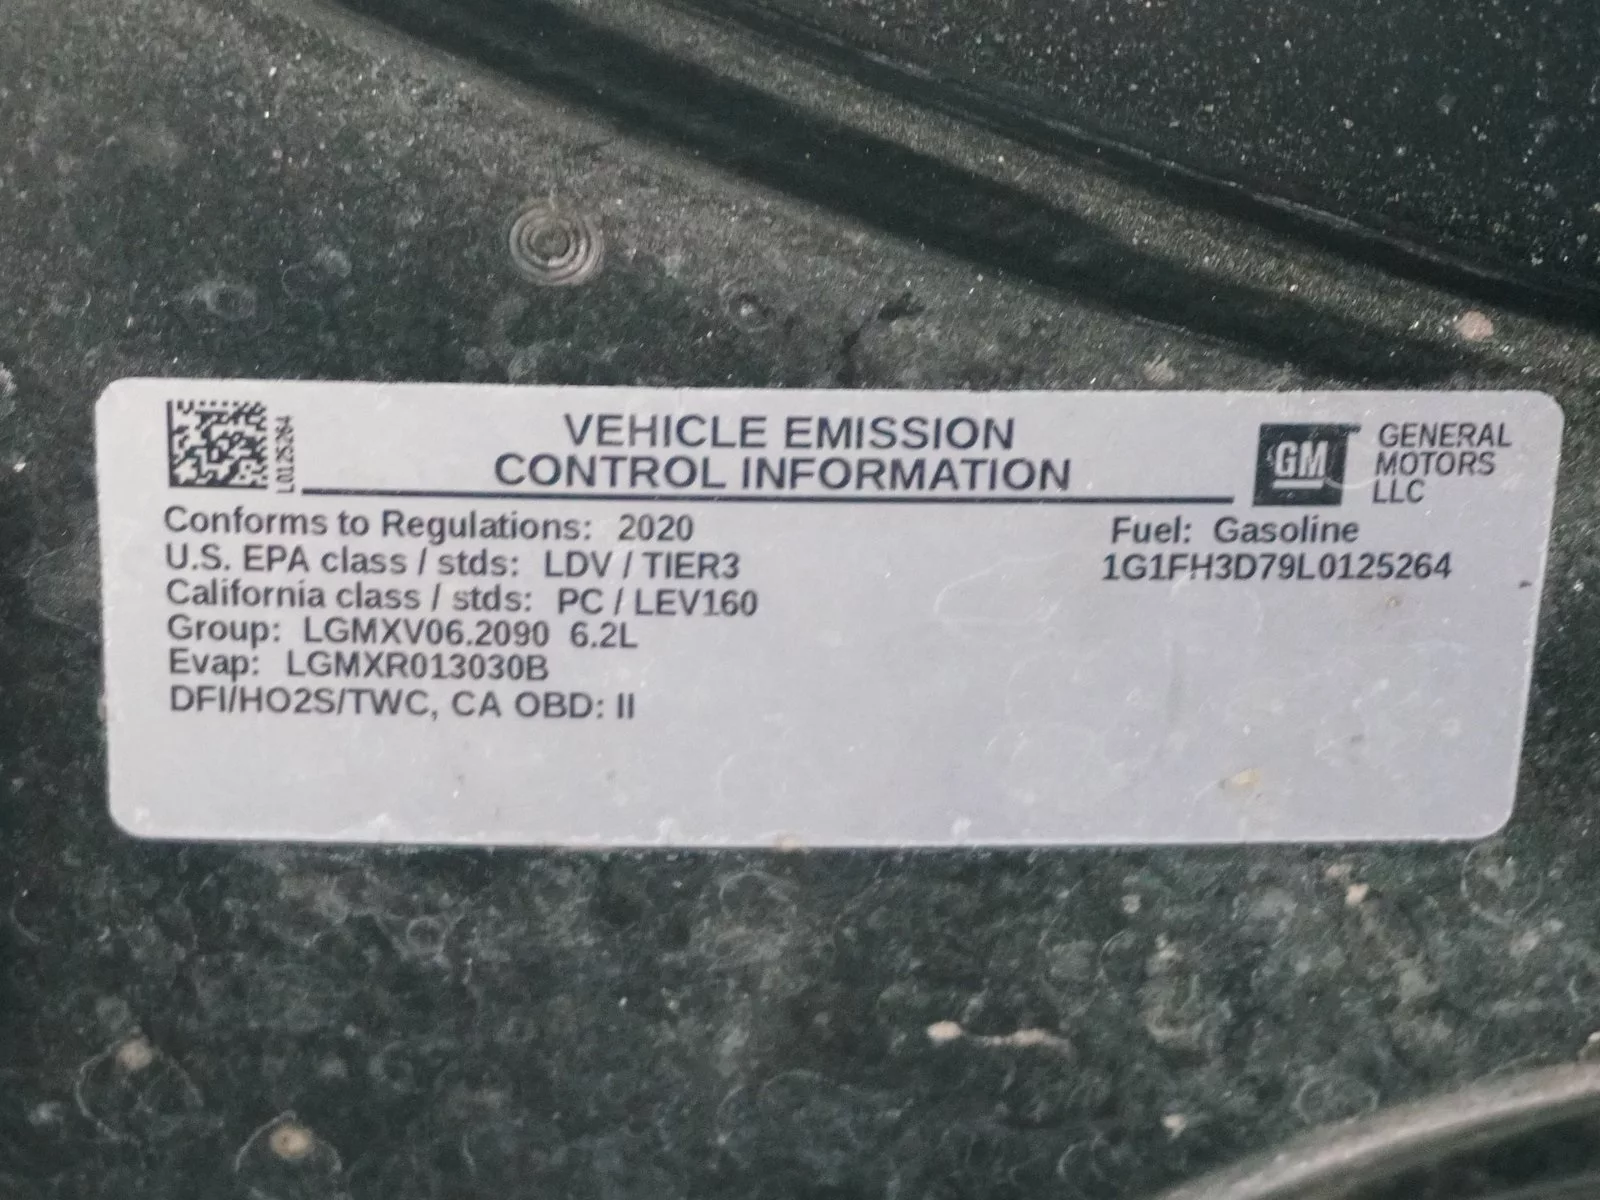 L0125264
VEHICLE EMISSION
CONTROL INFORMATION
GM
GENERAL
MOTORS
LLC
Conforms to Regulations: 2020
U.S. EPA class / stds: LDV / TIER3
California class / stds: PC / LEV160
Group: LGMXV06.2090 6.2L
Evap: LGMXR013030B
DFI/HO2S/TWC, CA OBD: II
Fuel: Gasoline
1G1FH3D79L0125264